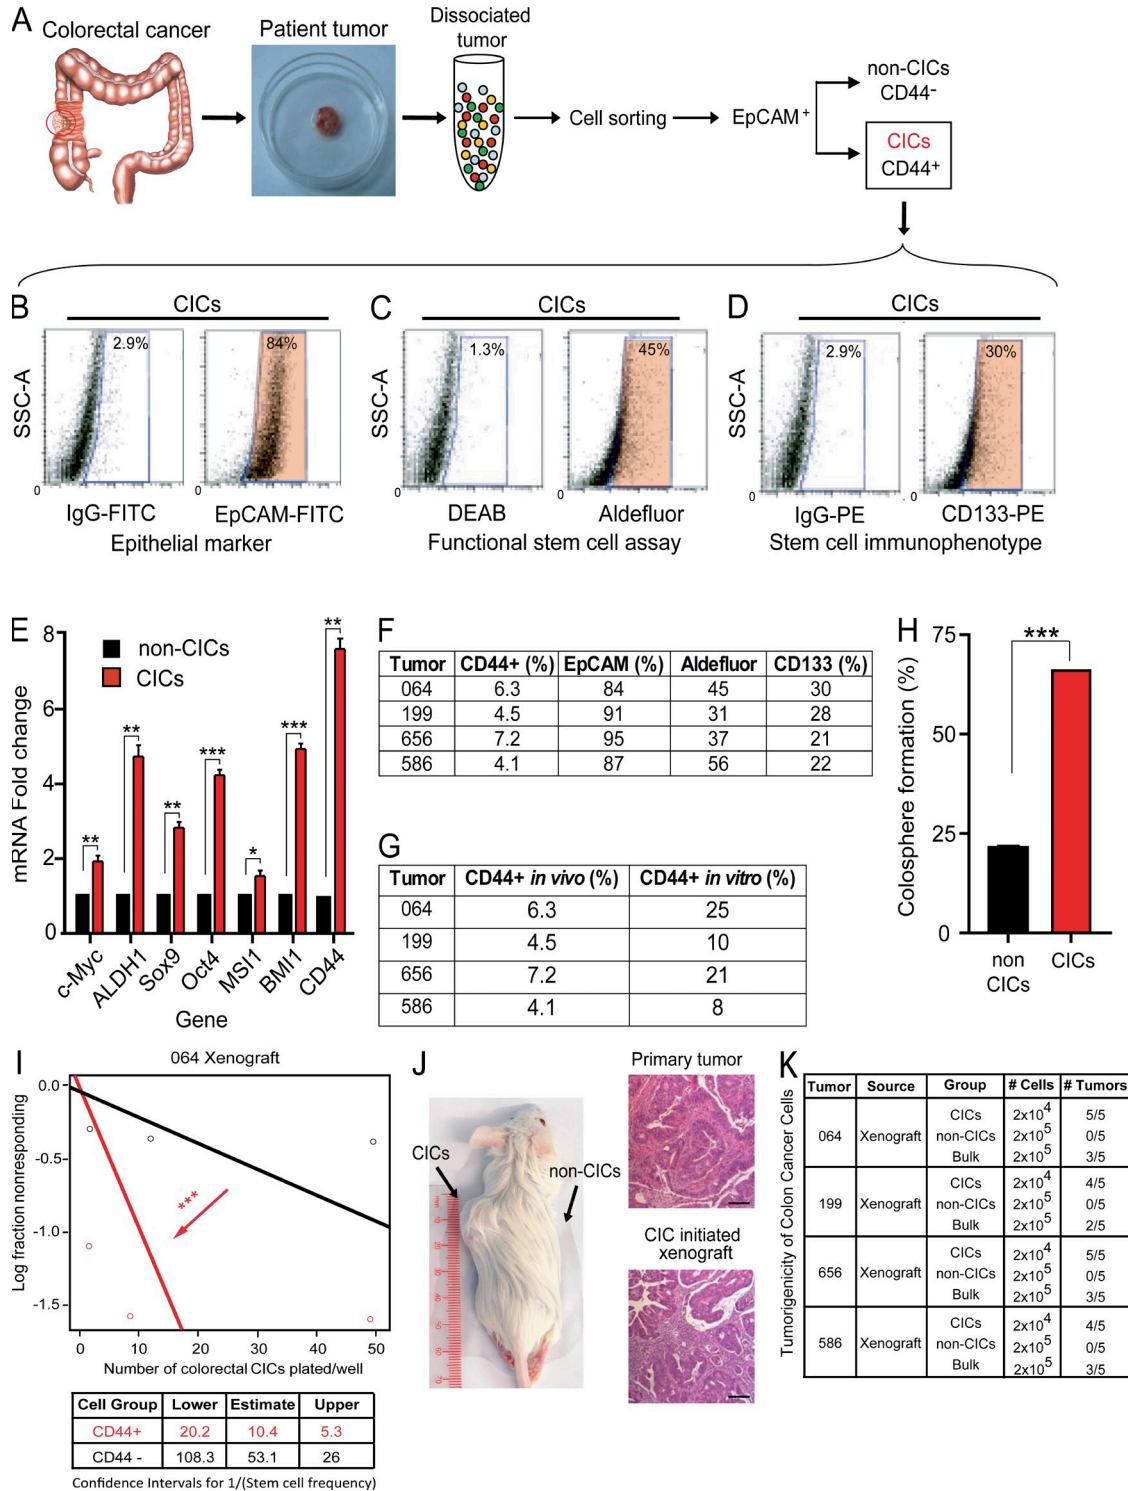 A
Colorectal cancer
Patient tumor
Dissociated
tumor
Cell sorting
EpCAM+
non-CICs
CD44-
CICs
CD44+
B
CICs
SSC-A
2.9%
84%
0
0
IgG-FITC
EpCAM-FITC
Epithelial marker
C
CICs
SSC-A
1.3%
45%
0
0
DEAB
Aldefluor
Functional stem cell assay
D
CICs
SSC-A
2.9%
30%
0
0
IgG-PE
CD133-PE
Stem cell immunophenotype
E
mRNA Fold change
8
6
4
2
0
non-CICs
CICs
**
**
**
***
*
***
**
c-Myc
ALDH1
Sox9
Oct4
MSI1
BMI1
CD44
Gene
F
Tumor CD44+ (%) EpCAM (%) Aldefluor CD133 (%)
064 6.3 84 45 30
199 4.5 91 31 28
656 7.2 95 37 21
586 4.1 87 56 22
G
Tumor CD44+ in vivo (%) CD44+ in vitro (%)
064 6.3 25
199 4.5 10
656 7.2 21
586 4.1 8
H
Colosphere formation (%)
75
50
25
0
***
non
CICs
CICs
I
064 Xenograft
Log fraction nonresponding
0.0
-0.5
-1.0
-1.5
***
0 10 20 30 40 50
Number of colorectal CICs plated/well
Cell Group Lower Estimate Upper
CD44+ 20.2 10.4 5.3
CD44 - 108.3 53.1 26
Confidence Intervals for 1/(Stem cell frequency)
J
CICs
non-CICs
Primary tumor
CIC initiated
xenograft
K
Tumorigenicity of Colon Cancer Cells
Tumor Source Group # Cells # Tumors
064 Xenograft
CICs 2x10^4 5/5
non-CICs 2x10^5 0/5
Bulk 2x10^5 3/5
199 Xenograft
CICs 2x10^4 4/5
non-CICs 2x10^5 0/5
Bulk 2x10^5 2/5
656 Xenograft
CICs 2x10^4 5/5
non-CICs 2x10^5 0/5
Bulk 2x10^5 3/5
586 Xenograft
CICs 2x10^4 4/5
non-CICs 2x10^5 0/5
Bulk 2x10^5 3/5